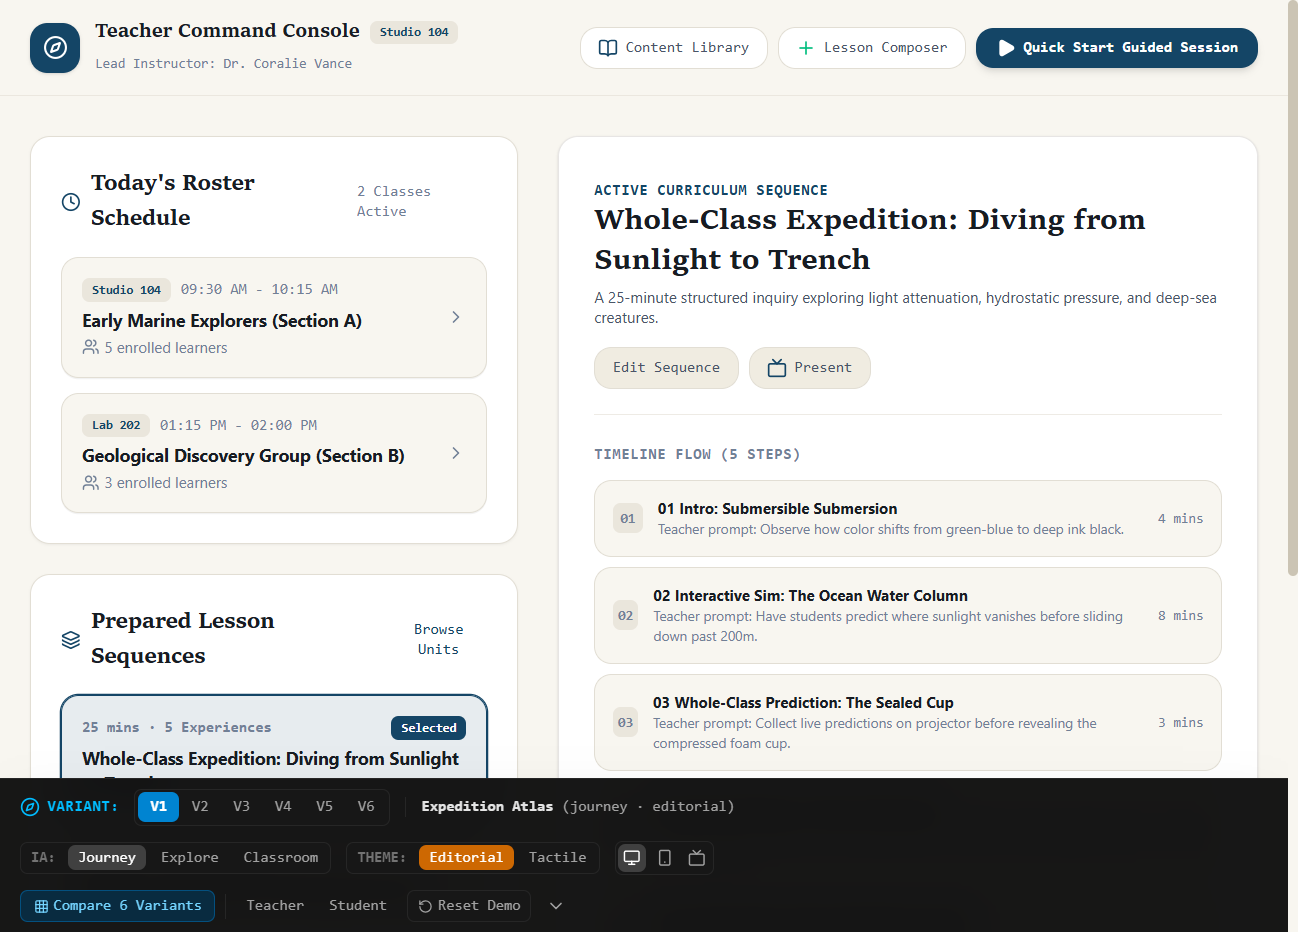 Teacher Command Console Studio 104
Lead Instructor: Dr. Coralie Vance
Content Library
Lesson Composer
Quick Start Guided Session
Today's Roster
Schedule
2 Classes
Active
Studio 104 09:30 AM - 10:15 AM
Early Marine Explorers (Section A)
5 enrolled learners
Lab 202 01:15 PM - 02:00 PM
Geological Discovery Group (Section B)
3 enrolled learners
Prepared Lesson
Sequences
Browse
Units
25 mins · 5 Experiences Selected
Whole-Class Expedition: Diving from Sunlight
ACTIVE CURRICULUM SEQUENCE
Whole-Class Expedition: Diving from
Sunlight to Trench
A 25-minute structured inquiry exploring light attenuation, hydrostatic pressure, and deep-sea
creatures.
Edit Sequence
Present
TIMELINE FLOW (5 STEPS)
01
01 Intro: Submersible Submersion
Teacher prompt: Observe how color shifts from green-blue to deep ink black.
4 mins
02
02 Interactive Sim: The Ocean Water Column
Teacher prompt: Have students predict where sunlight vanishes before sliding
down past 200m.
8 mins
03
03 Whole-Class Prediction: The Sealed Cup
Teacher prompt: Collect live predictions on projector before revealing the
compressed foam cup.
3 mins
VARIANT: V1 V2 V3 V4 V5 V6 Expedition Atlas (journey · editorial)
IA: Journey Explore Classroom THEME: Editorial Tactile
Compare 6 Variants Teacher Student Reset Demo